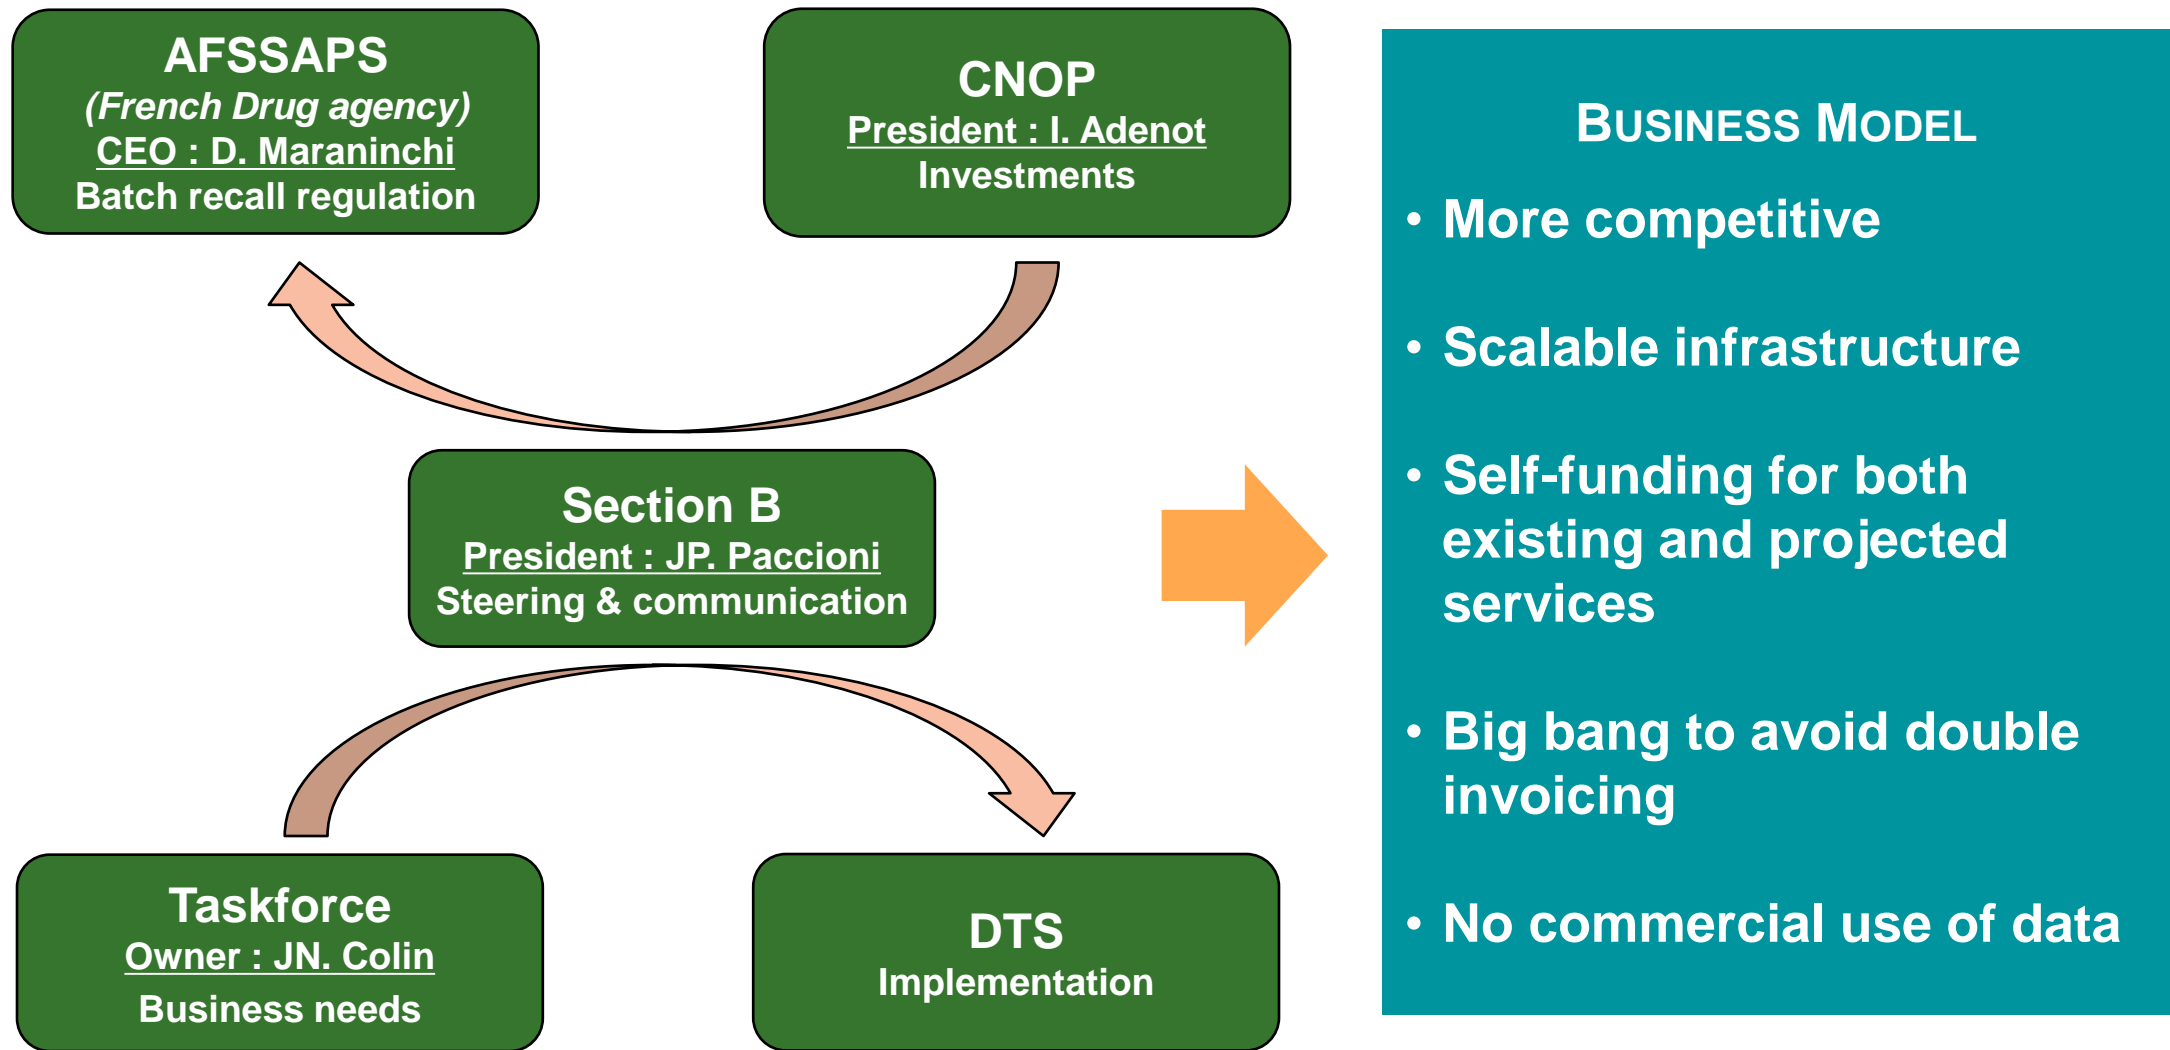 AFSSAPS
(French Drug agency)
CEO : D. Maraninchi
Batch recall regulation
CNOP
President : I. Adenot
Investments
Section B
President : JP. Paccioni
Steering & communication
Taskforce
Owner : JN. Colin
Business needs
DTS
Implementation
BUSINESS MODEL
• More competitive
• Scalable infrastructure
• Self-funding for both
existing and projected
services
• Big bang to avoid double
invoicing
• No commercial use of data